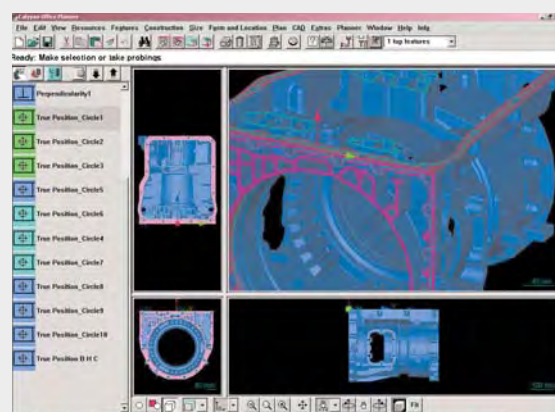 Calypso Office Planner
File Edit View Resources Features Construction Size Form and Location Plan CAD Extras Planner Window Help
1 top features
Ready: Make selection or take probings
Perpendicularity1
True Position_Circle1
True Position_Circle2
True Position_Circle3
True Position_Circle5
True Position_Circle6
True Position_Circle4
True Position_Circle7
True Position_Circle8
True Position_Circle9
True Position_Circle10
True Position B H C
Fit